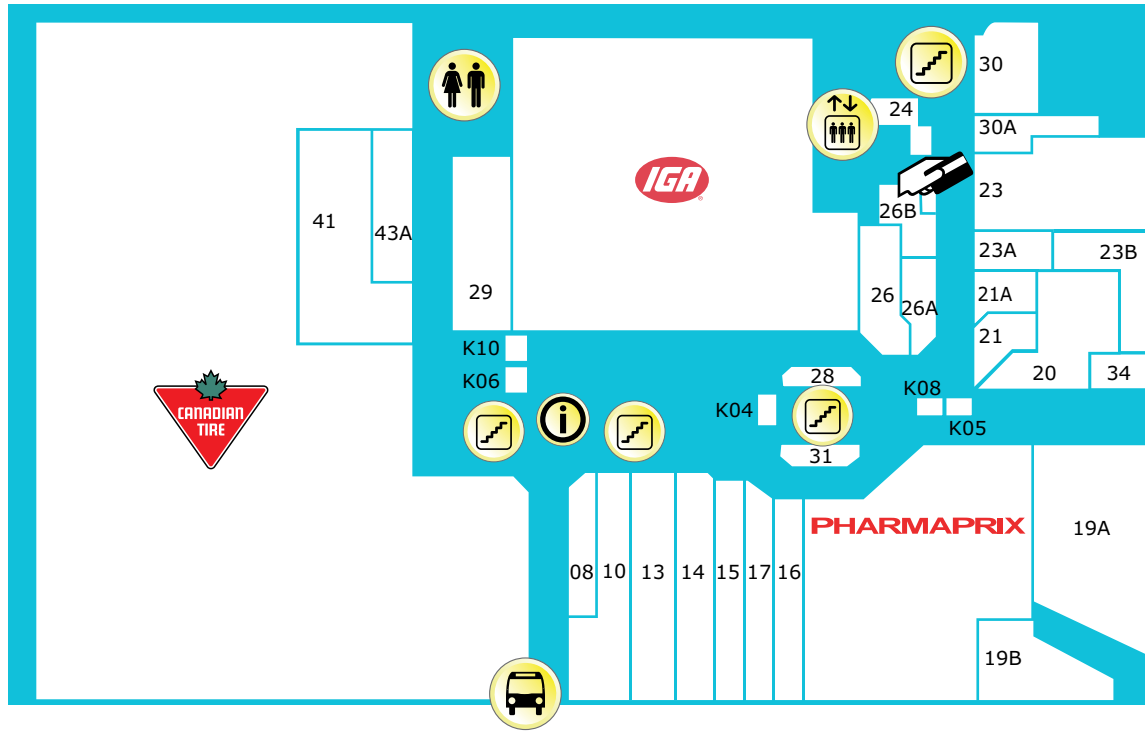 30
24
30A
IGA
23
26B
41
43A
23A
23B
29
26
26A
21A
21
K10
K06
28
20
34
K08
K04
K05
CANADIAN
TIRE
i
31
PHARMAPRIX
19A
08
10
13
14
15
17
16
19B